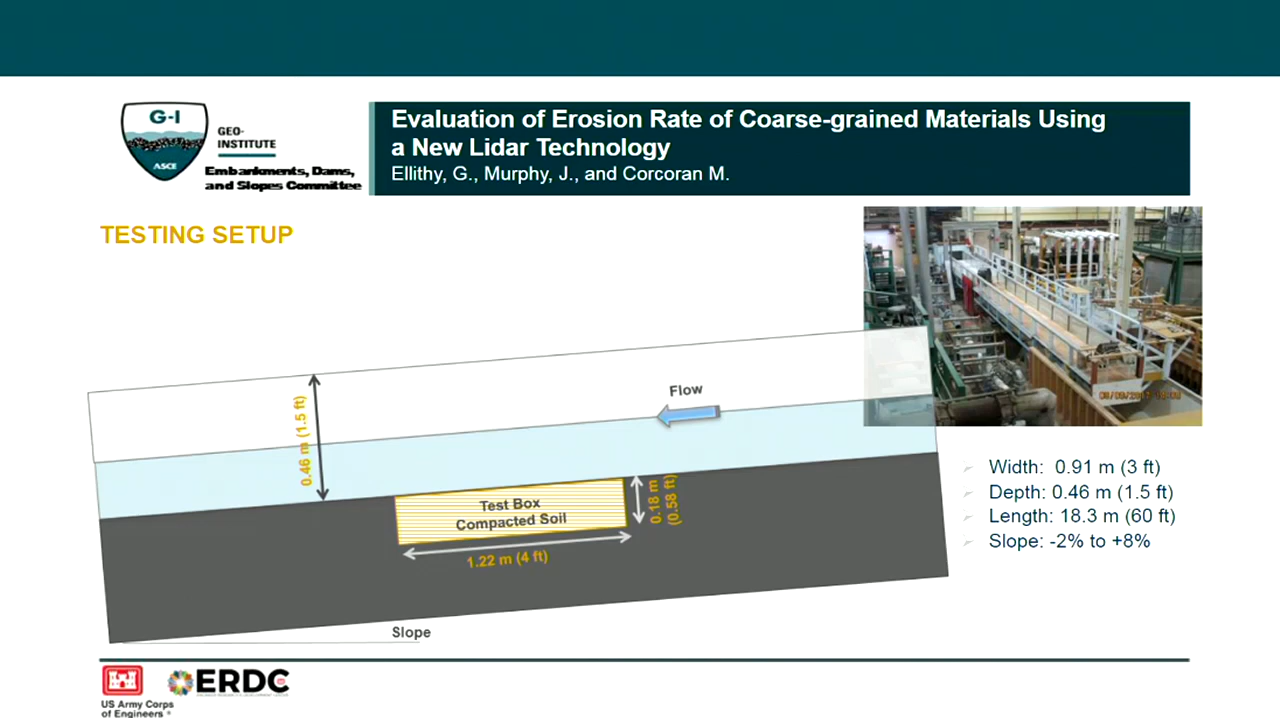 G-I
GEO-
INSTITUTE
ASCE
Embankments, Dams,
and Slopes Committee
Evaluation of Erosion Rate of Coarse-grained Materials Using
a New Lidar Technology
Ellithy, G., Murphy, J., and Corcoran M.
TESTING SETUP
Flow
0.46 m (1.5 ft)
Test Box
Compacted Soil
0.18 m
(0.58 ft)
1.22 m (4 ft)
Slope
Width: 0.91 m (3 ft)
Depth: 0.46 m (1.5 ft)
Length: 18.3 m (60 ft)
Slope: -2% to +8%
US Army Corps
of Engineers
ERDC